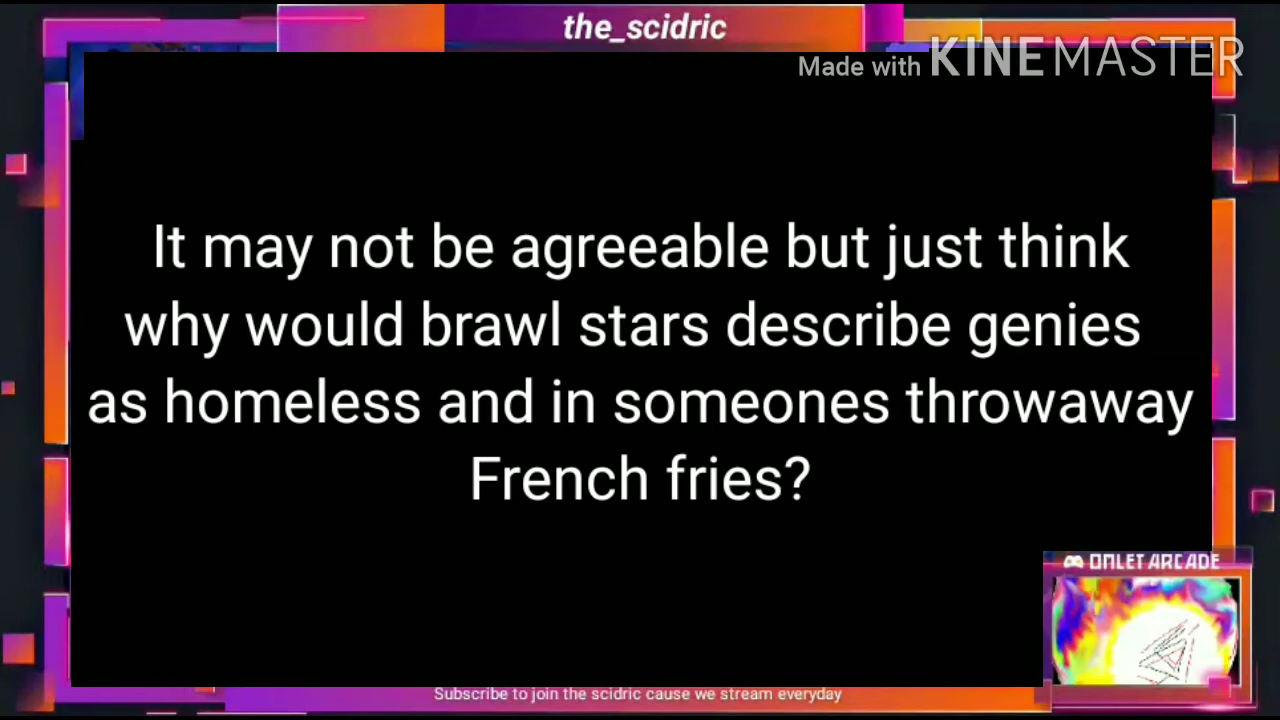 the_scidric
Made with KINEMASTER
It may not be agreeable but just think
why would brawl stars describe genies
as homeless and in someones throwaway
French fries?
OMLET ARCADE
Subscribe to join the scidric cause we stream everyday